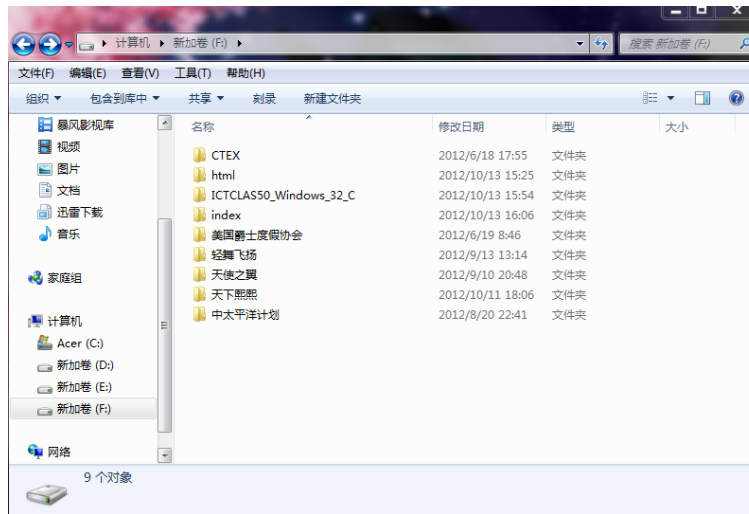 计算机 新加卷 (F:) 搜索 新加卷 (F:)
文件(F) 编辑(E) 查看(V) 工具(T) 帮助(H)
组织 包含到库中 共享 刻录 新建文件夹
暴风影视库
视频
图片
文档
迅雷下载
音乐
家庭组
计算机
Acer (C:)
新加卷 (D:)
新加卷 (E:)
新加卷 (F:)
网络
名称 修改日期 类型 大小
CTEX 2012/6/18 17:55 文件夹
html 2012/10/13 15:25 文件夹
ICTCLAS50_Windows_32_C 2012/10/13 15:54 文件夹
index 2012/10/13 16:06 文件夹
美国爵士度假协会 2012/6/19 8:46 文件夹
轻舞飞扬 2012/9/13 13:14 文件夹
天使之翼 2012/9/10 20:48 文件夹
天下熙熙 2012/10/11 18:06 文件夹
中太平洋计划 2012/8/20 22:41 文件夹
9 个对象